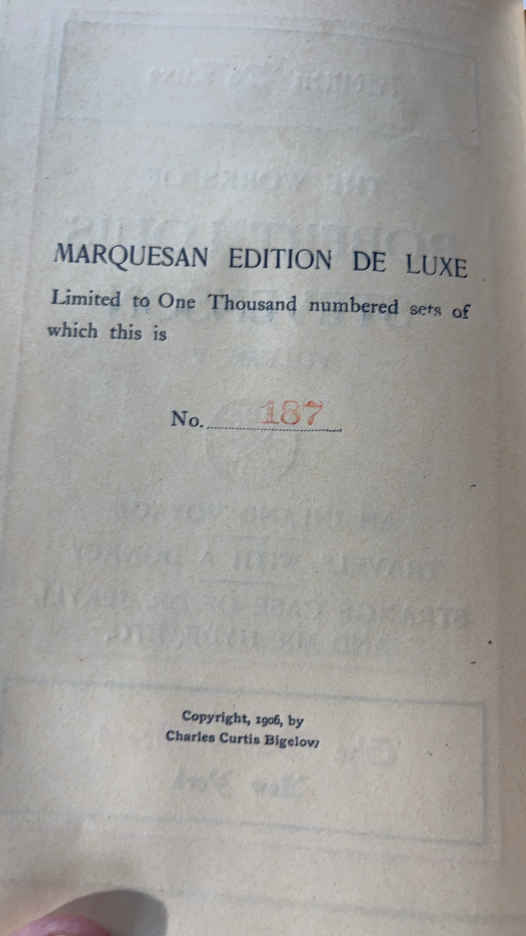 MARQUESAN EDITION DE LUXE
Limited to One Thousand numbered sets of
which this is
No. 187
Copyright, 1906, by
Charles Curtis Bigelow